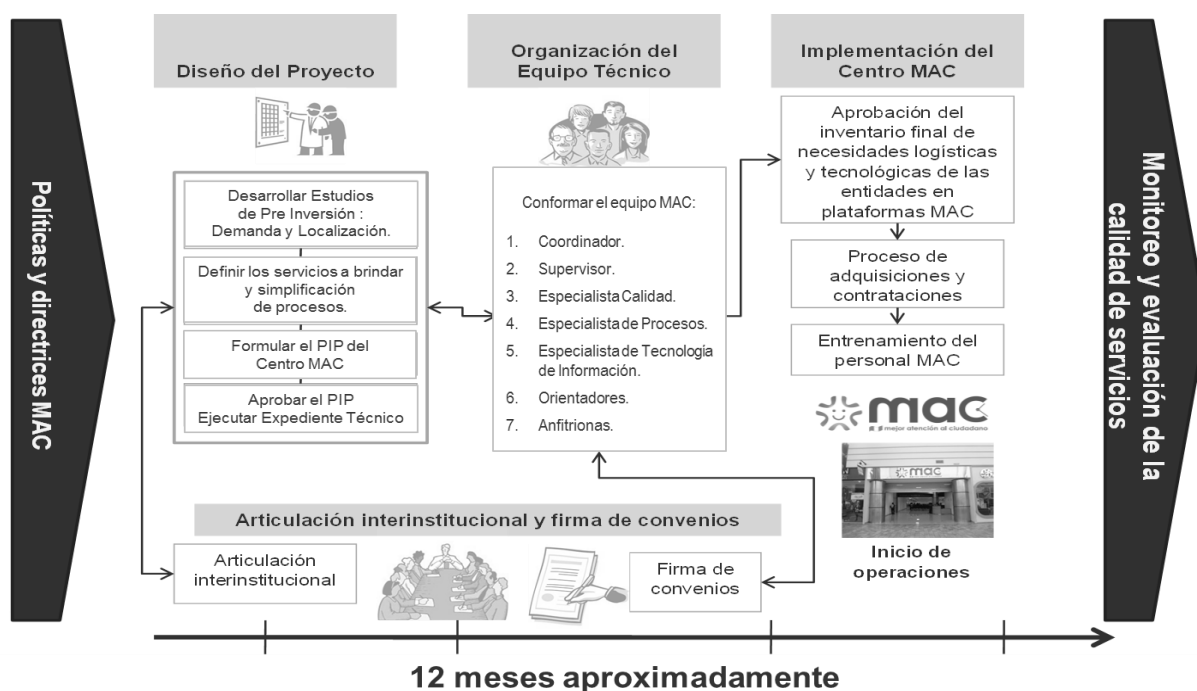 Políticas y directrices MAC
Diseño del Proyecto
Desarrollar Estudios
de Pre Inversión :
Demanda y Localización.
Definir los servicios a brindar
y simplificación
de procesos.
Formular el PIP del
Centro MAC
Aprobar el PIP
Ejecutar Expediente Técnico
Organización del
Equipo Técnico
Conformar el equipo MAC:
1. Coordinador.
2. Supervisor.
3. Especialista Calidad.
4. Especialista de Procesos.
5. Especialista de Tecnología
de Información.
6. Orientadores.
7. Anfitrionas.
Implementación del
Centro MAC
Aprobación del
inventario final de
necesidades logísticas
y tecnológicas de las
entidades en
plataformas MAC
Proceso de
adquisiciones y
contrataciones
Entrenamiento del
personal MAC
mac
mejor atención al ciudadano
mac
Inicio de
operaciones
Articulación interinstitucional y firma de convenios
Articulación
interinstitucional
Firma de
convenios
12 meses aproximadamente
Monitoreo y evaluación de la
calidad de servicios